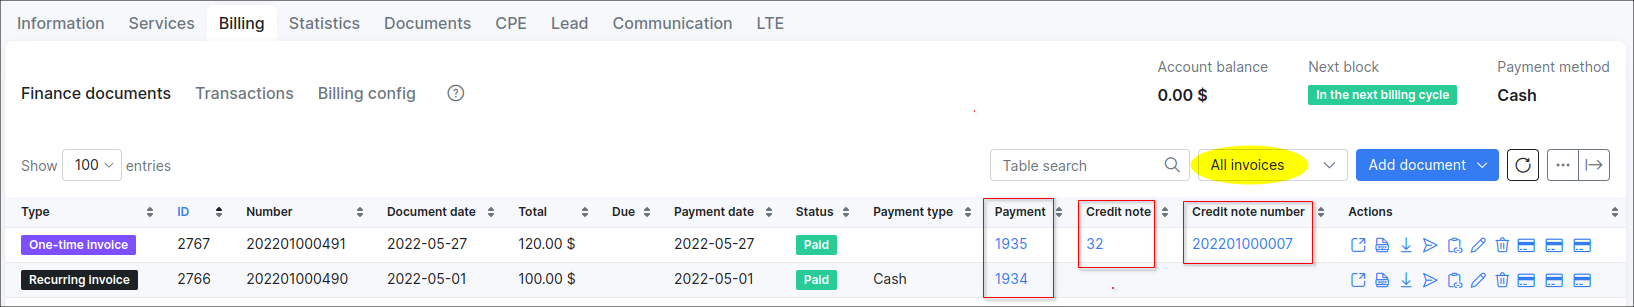 Information Services Billing Statistics Documents CPE Lead Communication LTE
Account balance Next block Payment method
Finance documents Transactions Billing config ? 0.00 $ In the next billing cycle Cash
Show 100 entries Table search All invoices Add document
Type ID Number Document date Total Due Payment date Status Payment type Payment Credit note Credit note number Actions
One-time invoice 2767 202201000491 2022-05-27 120.00 $ 2022-05-27 Paid 1935 32 202201000007
Recurring invoice 2766 202201000490 2022-05-01 100.00 $ 2022-05-01 Paid Cash 1934